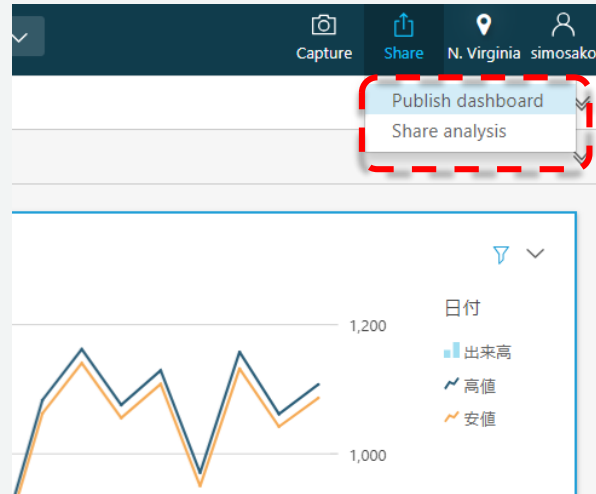 Capture
Share
N. Virginia
simosako
Publish dashboard
Share analysis
日付
1,200
出来高
高値
安値
1,000